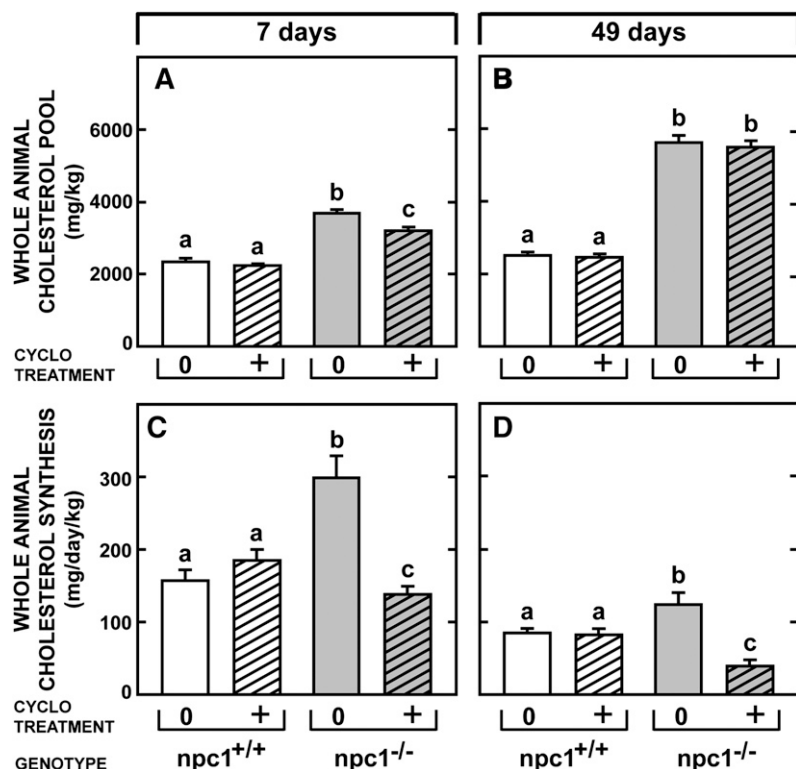 7 days 49 days
A B
WHOLE ANIMAL
CHOLESTEROL POOL
(mg/kg)
6000
4000
2000
0
a a b c
a a b b
CYCLO
TREATMENT
0 + 0 + 0 + 0 +
C D
WHOLE ANIMAL
CHOLESTEROL SYNTHESIS
(mg/day/kg)
300
200
100
0
a a b c
a a b c
CYCLO
TREATMENT
0 + 0 + 0 + 0 +
GENOTYPE npc1+/+ npc1-/- npc1+/+ npc1-/-